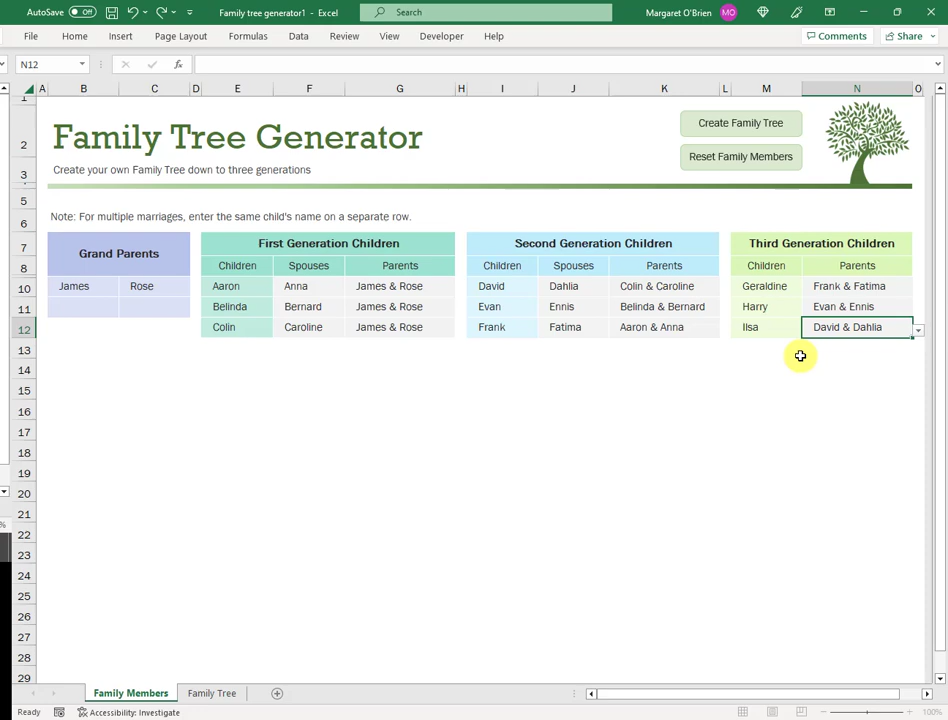 AutoSave Off Family tree generator1 - Excel Search Margaret O'Brien MO
File Home Insert Page Layout Formulas Data Review View Developer Help Comments Share
N12 fx
A B C D E F G H I J K L M N O
1
2 Family Tree Generator Create Family Tree
Reset Family Members
3 Create your own Family Tree down to three generations
5
6 Note: For multiple marriages, enter the same child's name on a separate row.
7 Grand Parents First Generation Children Second Generation Children Third Generation Children
8 Children Spouses Parents Children Spouses Parents Children Parents
10 James Rose Aaron Anna James & Rose David Dahlia Colin & Caroline Geraldine Frank & Fatima
11 Belinda Bernard James & Rose Evan Ennis Belinda & Bernard Harry Evan & Ennis
12 Colin Caroline James & Rose Frank Fatima Aaron & Anna Ilsa David & Dahlia
13
14
15
16
17
18
19
20
21
22
23
24
25
26
27
28
29
%
Family Members Family Tree
Ready Accessibility: Investigate 100%